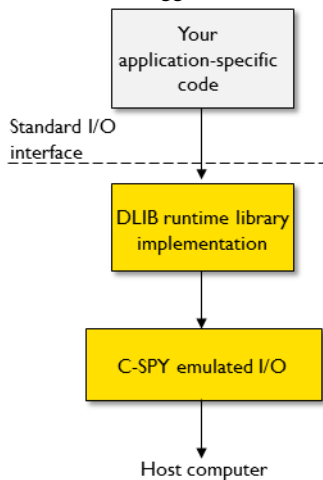 Your
application-specific
code
Standard I/O
interface
DLIB runtime library
implementation
C-SPY emulated I/O
Host computer